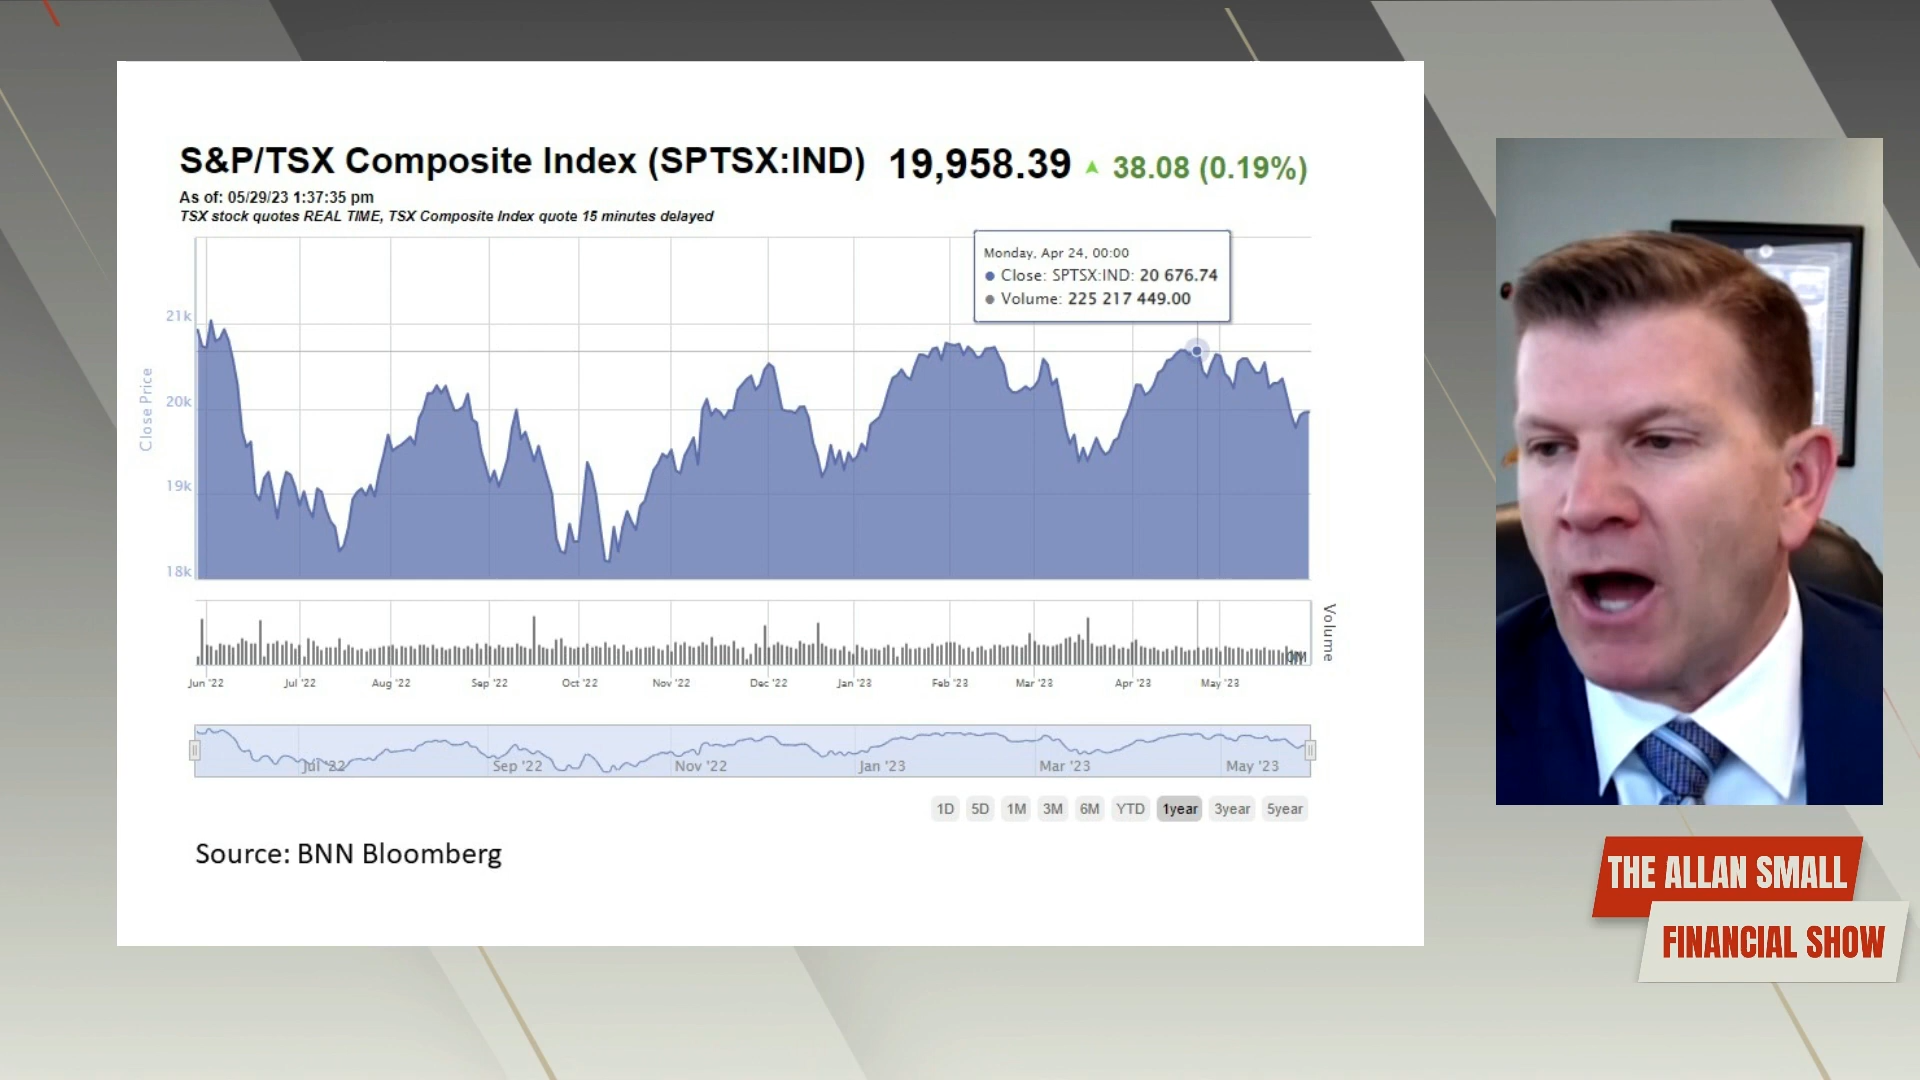 S&P/TSX Composite Index (SPTSX:IND) 19,958.39 ▲ 38.08 (0.19%)
As of: 05/29/23 1:37:35 pm
TSX stock quotes REAL TIME, TSX Composite Index quote 15 minutes delayed
Monday, Apr 24, 00:00
Close: SPTSX:IND: 20 676.74
Volume: 225 217 449.00
Close Price
21k
20k
19k
18k
Volume
0M
Jun '22 Jul '22 Aug '22 Sep '22 Oct '22 Nov '22 Dec '22 Jan '23 Feb '23 Mar '23 Apr '23 May '23
Jul '22 Sep '22 Nov '22 Jan '23 Mar '23 May '23
1D 5D 1M 3M 6M YTD 1year 3year 5year
Source: BNN Bloomberg
THE ALLAN SMALL
FINANCIAL SHOW